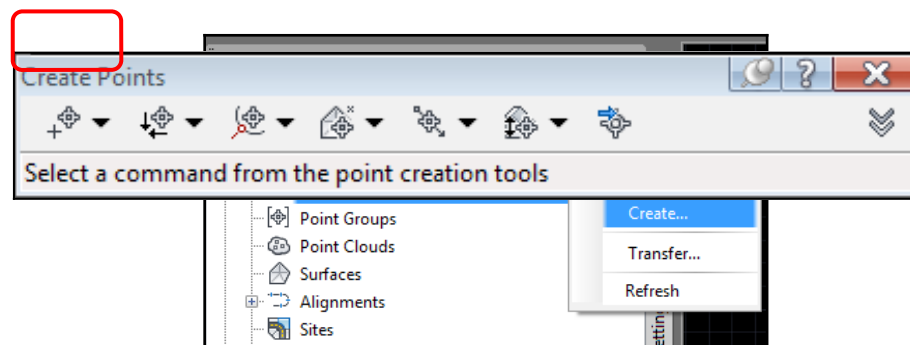 Create Points
Select a command from the point creation tools
Point Groups
Create...
Point Clouds
Transfer...
Surfaces
Refresh
Alignments
Sites